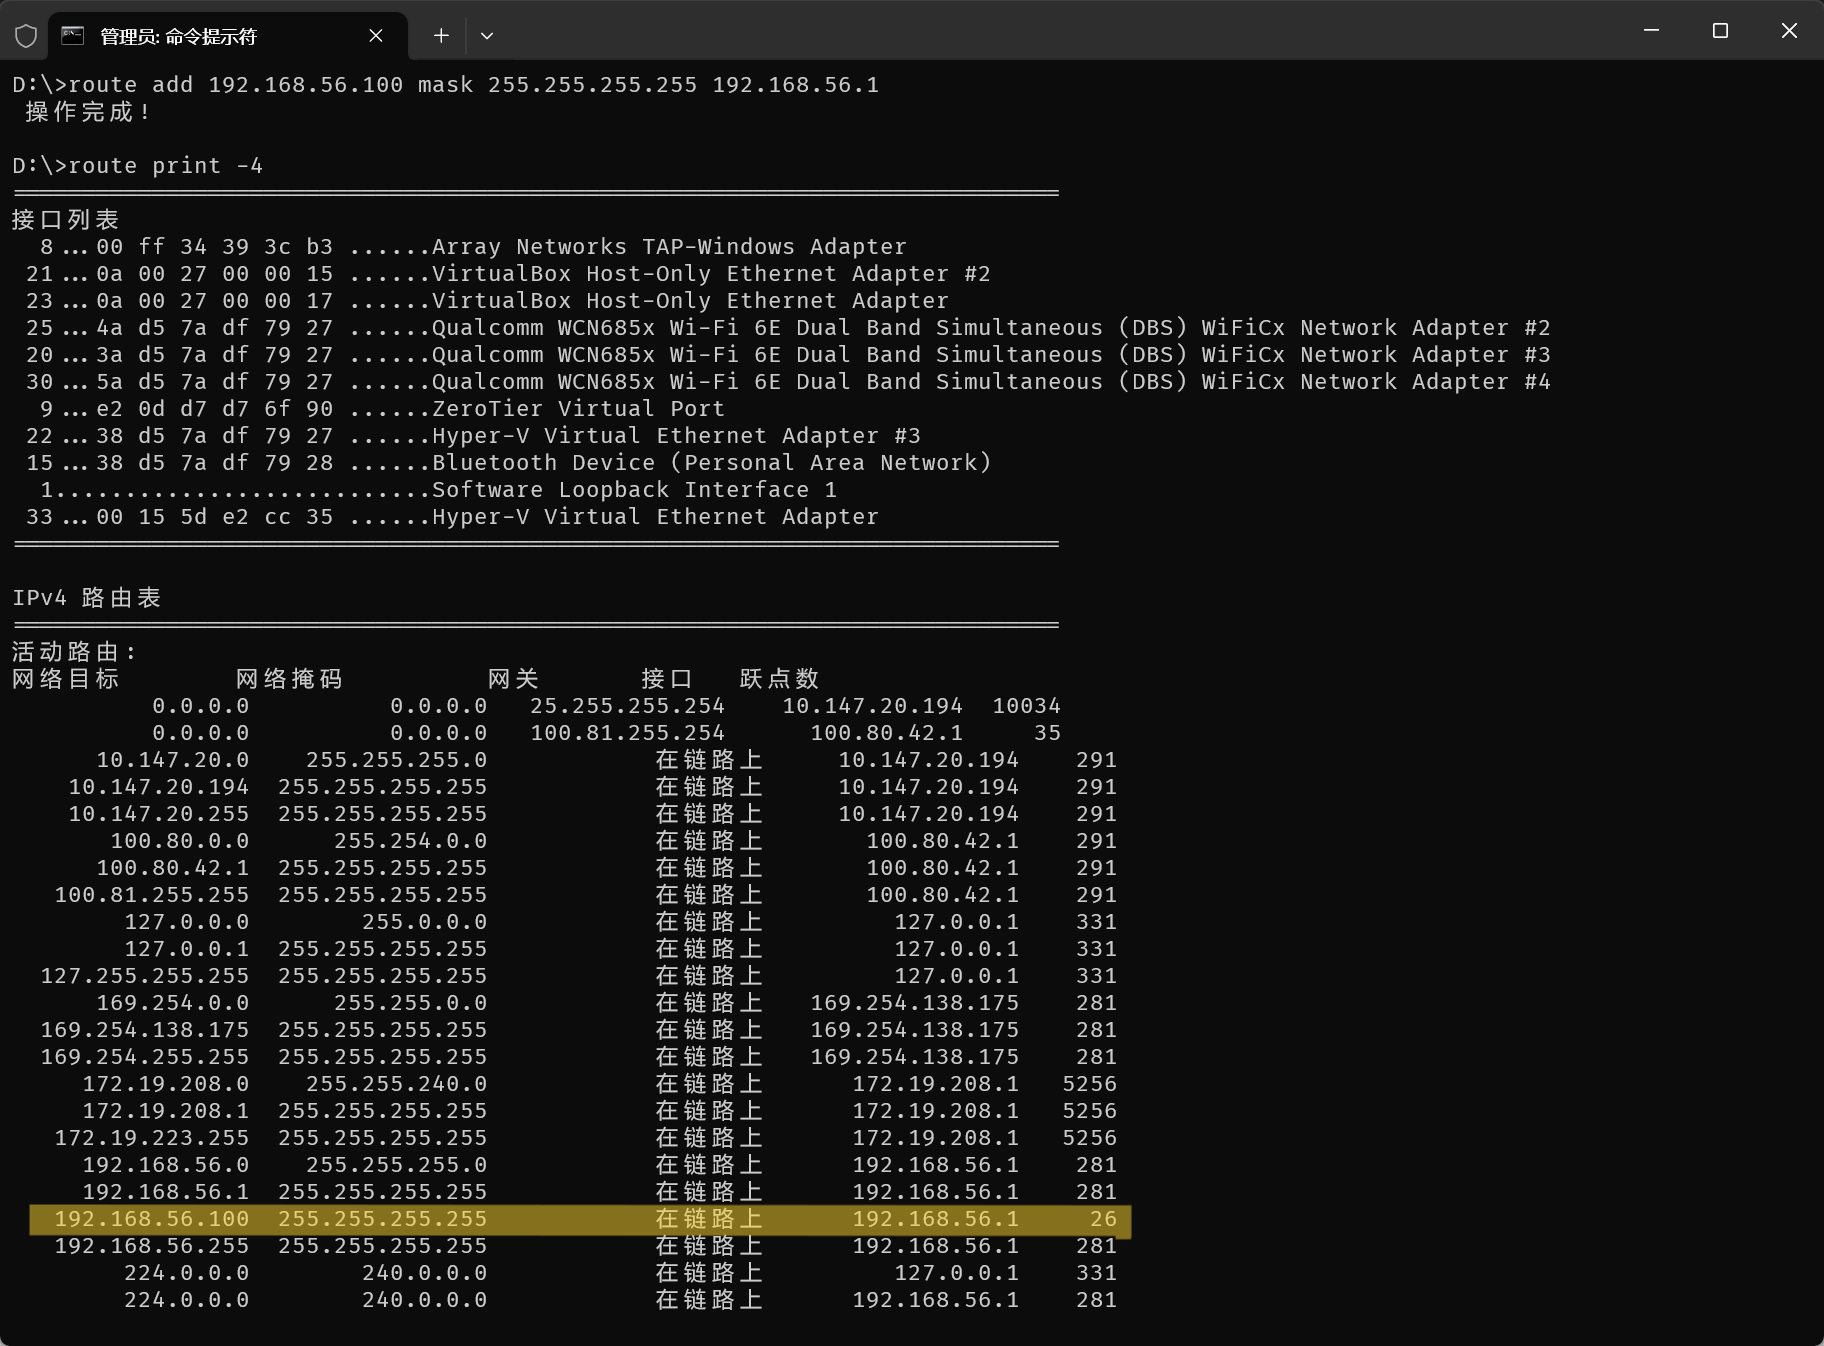 管理员: 命令提示符
D:\>route add 192.168.56.100 mask 255.255.255.255 192.168.56.1
操作完成!
D:\>route print -4
===========================================================================
接口列表
8...00 ff 34 39 3c b3 ......Array Networks TAP-Windows Adapter
21...0a 00 27 00 00 15 ......VirtualBox Host-Only Ethernet Adapter #2
23...0a 00 27 00 00 17 ......VirtualBox Host-Only Ethernet Adapter
25...4a d5 7a df 79 27 ......Qualcomm WCN685x Wi-Fi 6E Dual Band Simultaneous (DBS) WiFiCx Network Adapter #2
20...3a d5 7a df 79 27 ......Qualcomm WCN685x Wi-Fi 6E Dual Band Simultaneous (DBS) WiFiCx Network Adapter #3
30...5a d5 7a df 79 27 ......Qualcomm WCN685x Wi-Fi 6E Dual Band Simultaneous (DBS) WiFiCx Network Adapter #4
9...e2 0d d7 d7 6f 90 ......ZeroTier Virtual Port
22...38 d5 7a df 79 27 ......Hyper-V Virtual Ethernet Adapter #3
15...38 d5 7a df 79 28 ......Bluetooth Device (Personal Area Network)
1...........................Software Loopback Interface 1
33...00 15 5d e2 cc 35 ......Hyper-V Virtual Ethernet Adapter
===========================================================================
IPv4 路由表
===========================================================================
活动路由:
网络目标 网络掩码 网关 接口 跃点数
0.0.0.0 0.0.0.0 25.255.255.254 10.147.20.194 10034
0.0.0.0 0.0.0.0 100.81.255.254 100.80.42.1 35
10.147.20.0 255.255.255.0 在链路上 10.147.20.194 291
10.147.20.194 255.255.255.255 在链路上 10.147.20.194 291
10.147.20.255 255.255.255.255 在链路上 10.147.20.194 291
100.80.0.0 255.254.0.0 在链路上 100.80.42.1 291
100.80.42.1 255.255.255.255 在链路上 100.80.42.1 291
100.81.255.255 255.255.255.255 在链路上 100.80.42.1 291
127.0.0.0 255.0.0.0 在链路上 127.0.0.1 331
127.0.0.1 255.255.255.255 在链路上 127.0.0.1 331
127.255.255.255 255.255.255.255 在链路上 127.0.0.1 331
169.254.0.0 255.255.0.0 在链路上 169.254.138.175 281
169.254.138.175 255.255.255.255 在链路上 169.254.138.175 281
169.254.255.255 255.255.255.255 在链路上 169.254.138.175 281
172.19.208.0 255.255.240.0 在链路上 172.19.208.1 5256
172.19.208.1 255.255.255.255 在链路上 172.19.208.1 5256
172.19.223.255 255.255.255.255 在链路上 172.19.208.1 5256
192.168.56.0 255.255.255.0 在链路上 192.168.56.1 281
192.168.56.1 255.255.255.255 在链路上 192.168.56.1 281
192.168.56.100 255.255.255.255 在链路上 192.168.56.1 26
192.168.56.255 255.255.255.255 在链路上 192.168.56.1 281
224.0.0.0 240.0.0.0 在链路上 127.0.0.1 331
224.0.0.0 240.0.0.0 在链路上 192.168.56.1 281